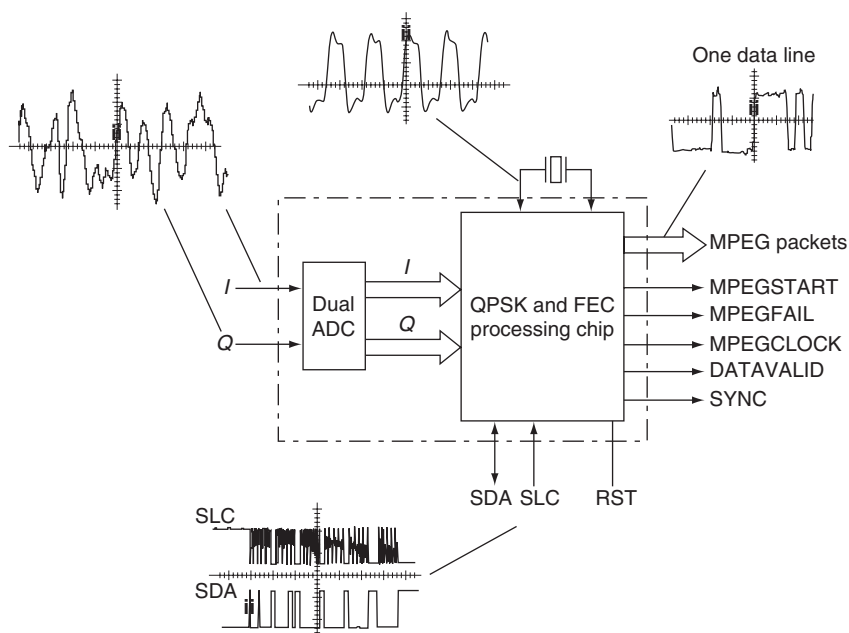 One data line
MPEG packets
I
Dual
ADC
I
Q
QPSK and FEC
processing chip
MPEGSTART
MPEGFAIL
Q
MPEGCLOCK
DATAVALID
SYNC
SDA SLC RST
SLC
SDA